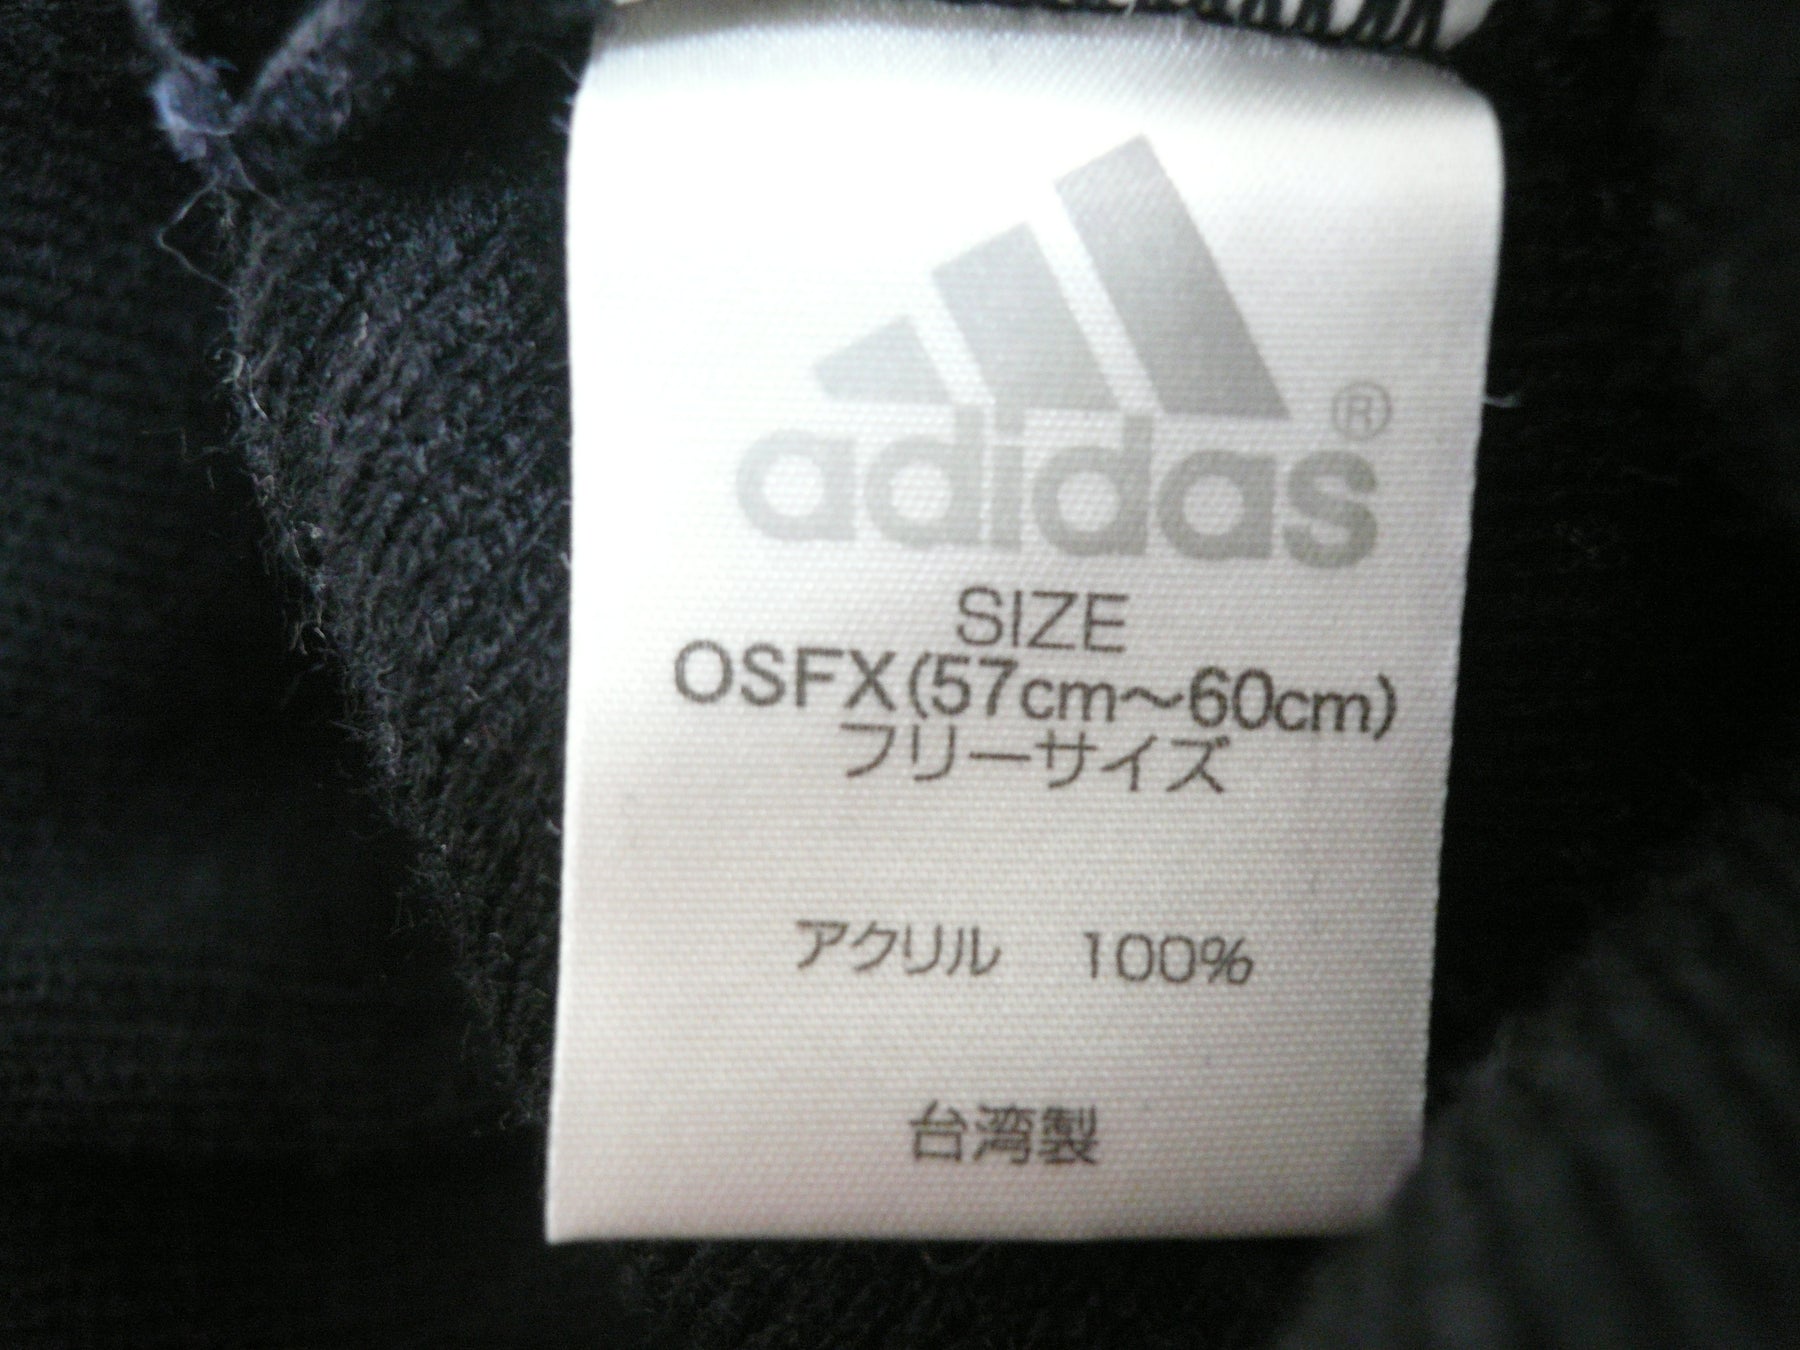 adidas®
SIZE
OSFX(57cm～60cm)
フリーサイズ
アクリル 100%
台湾製